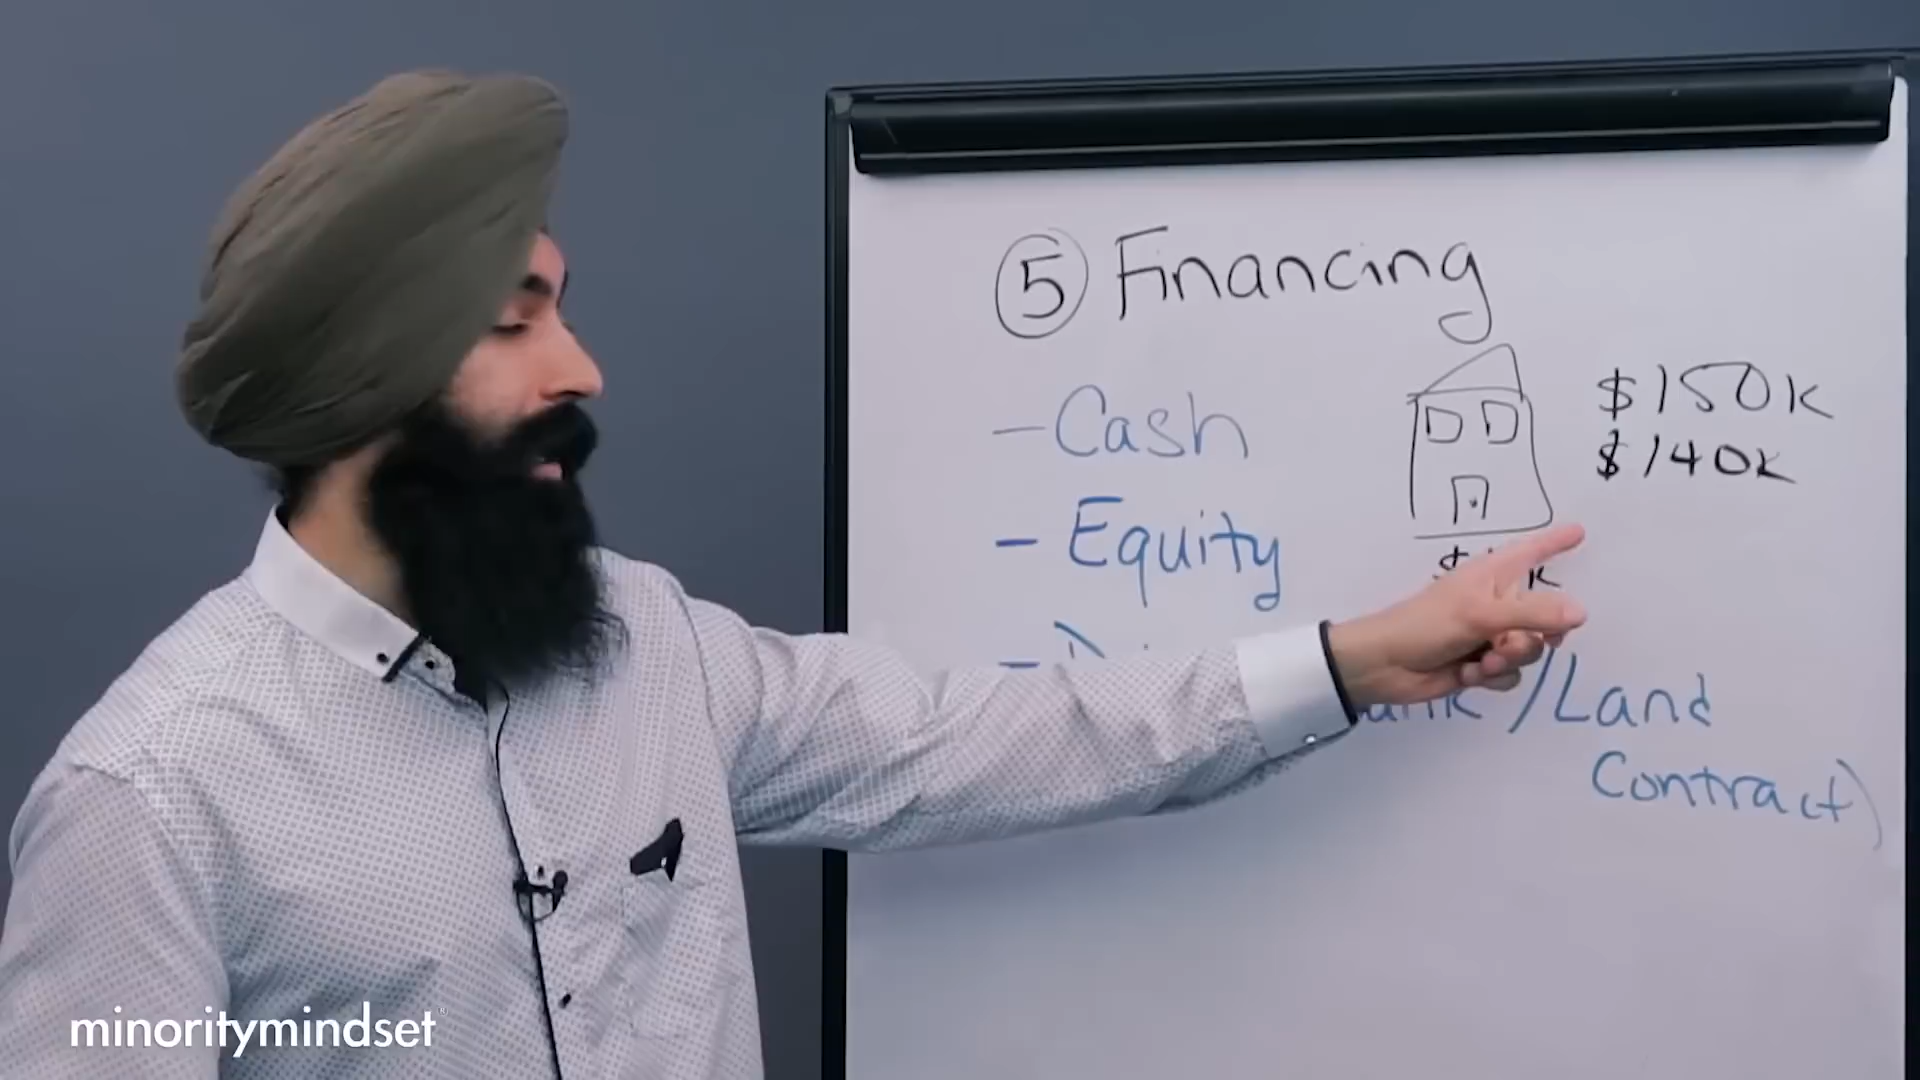 ⑤ Financing
- Cash
$150K
$140K
- Equity
/Land
Contract)
minoritymindset®